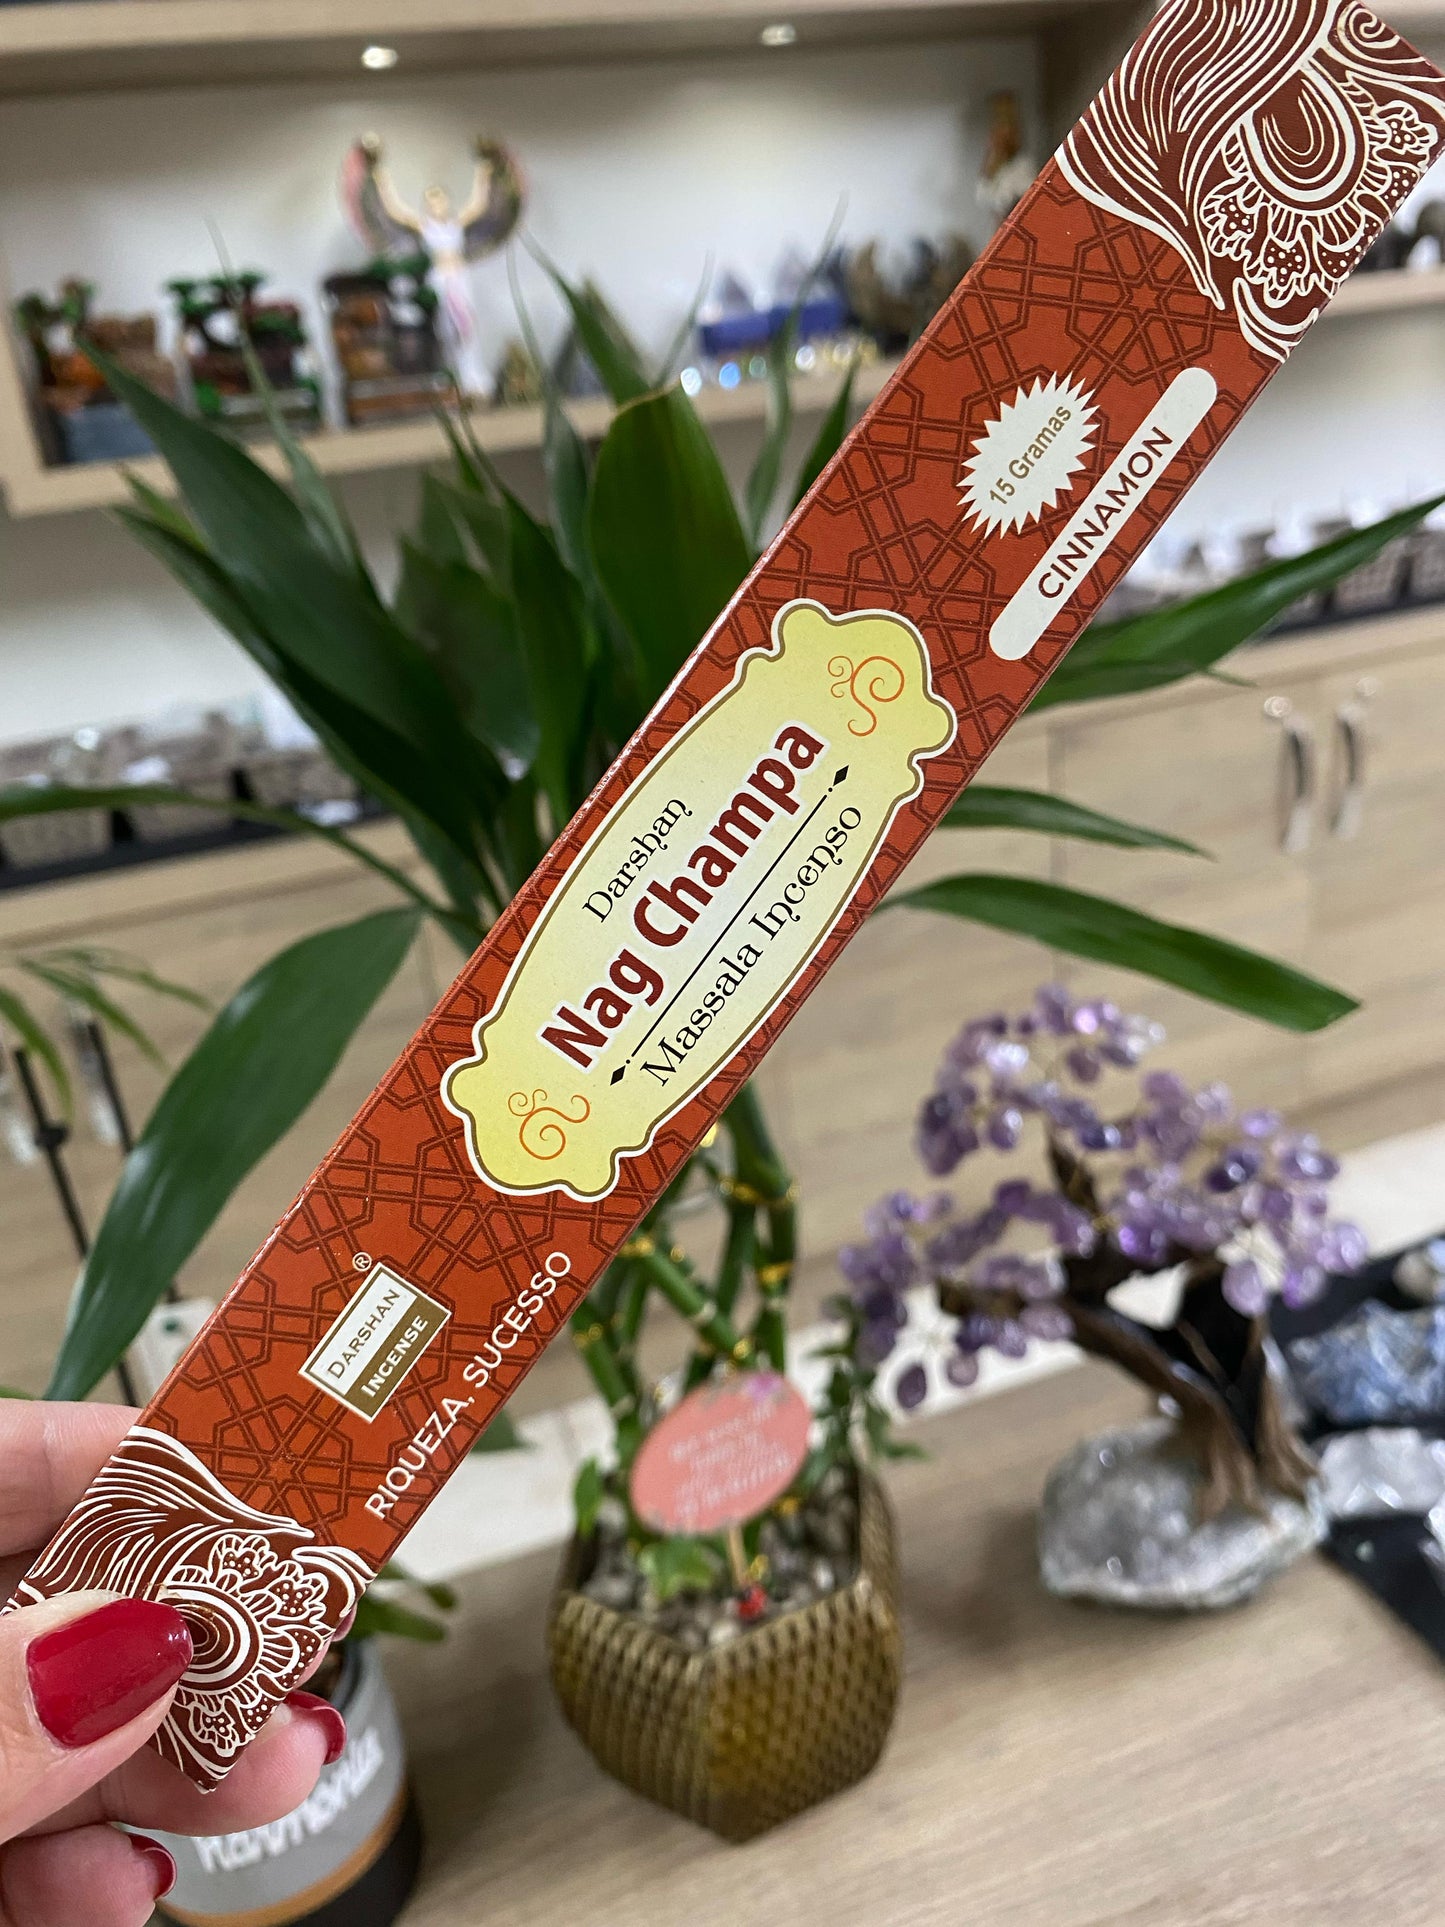 15 Gramas
CINNAMON
Darshan
Nag Champa
Massala Incenso
DARSHAN ®
INCENSE
RIQUEZA, SUCESSO